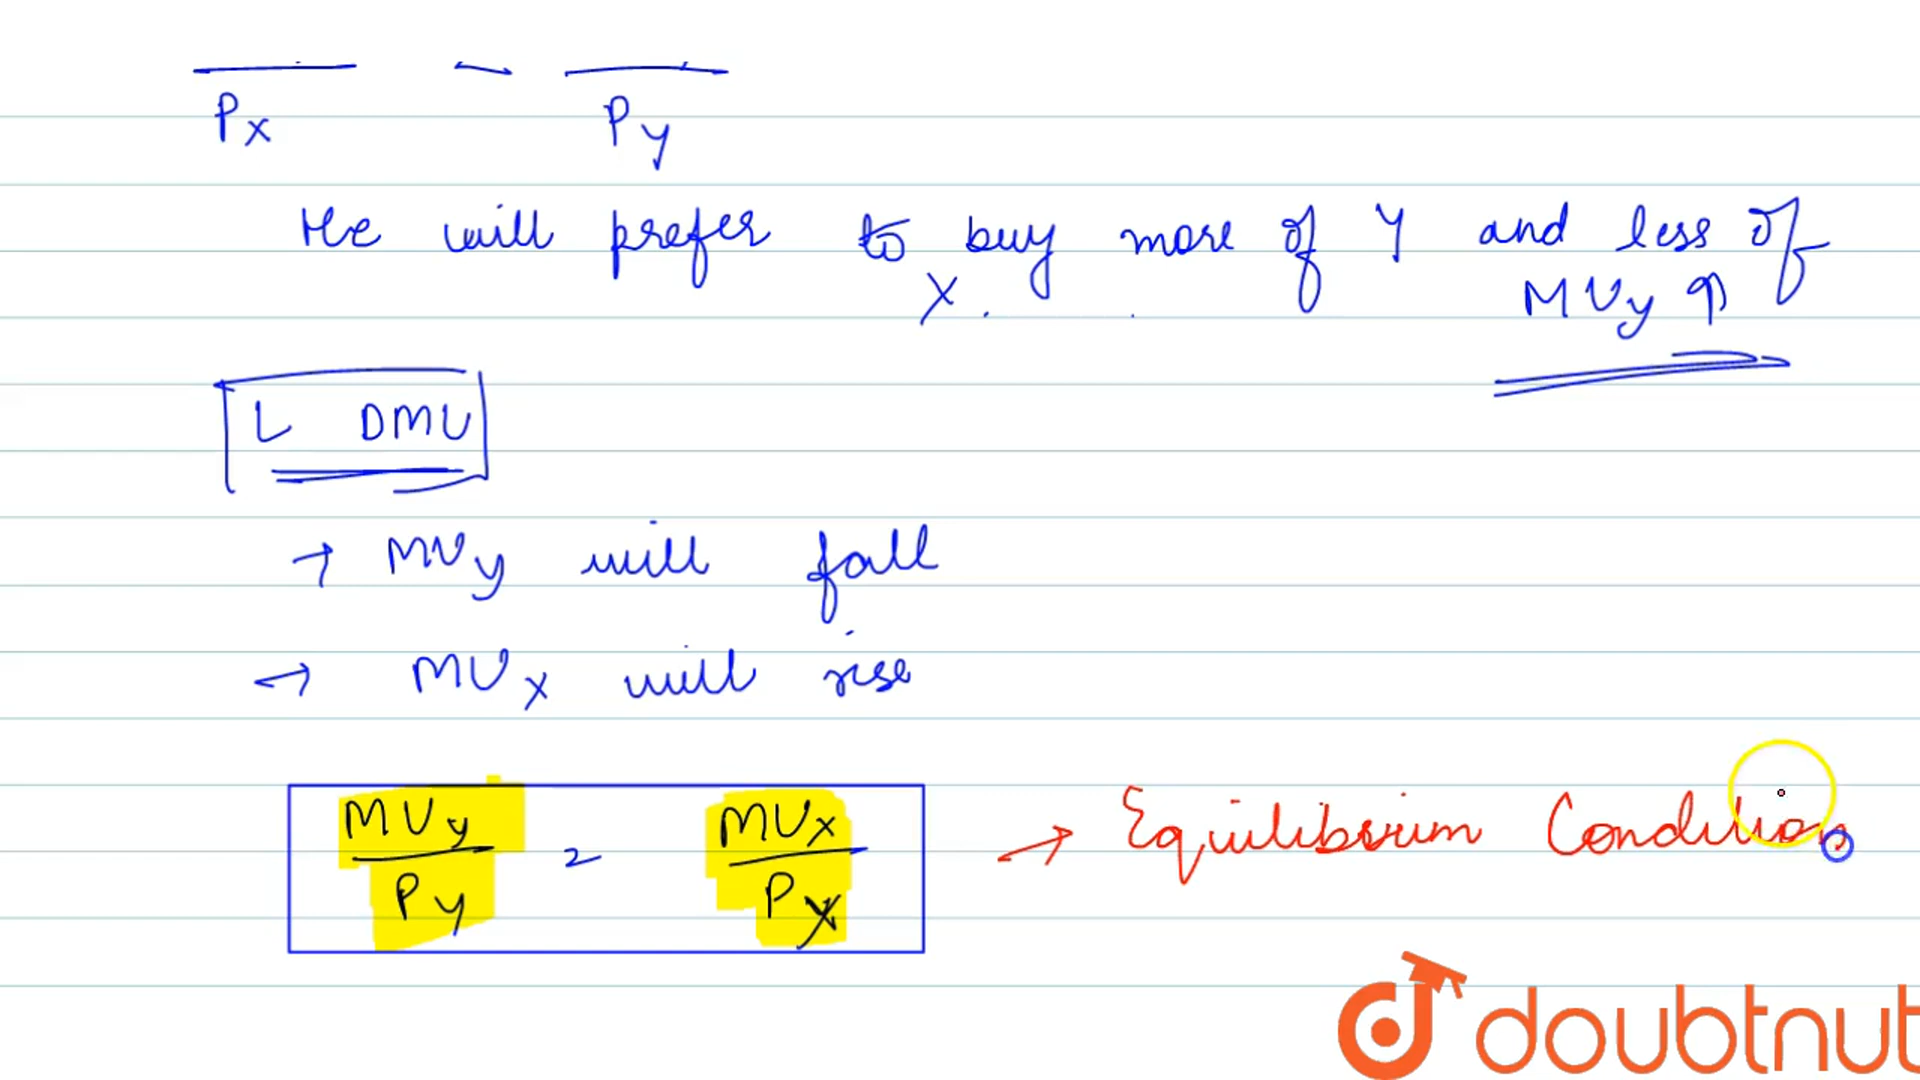 Px Py
He will prefer to buy more of Y and less of
X. MUy ↑
L DMU
→ MUy will fall
→ MUx will rise
MUy = MUx → Equilibrium Condition
Py Px
doubtnut